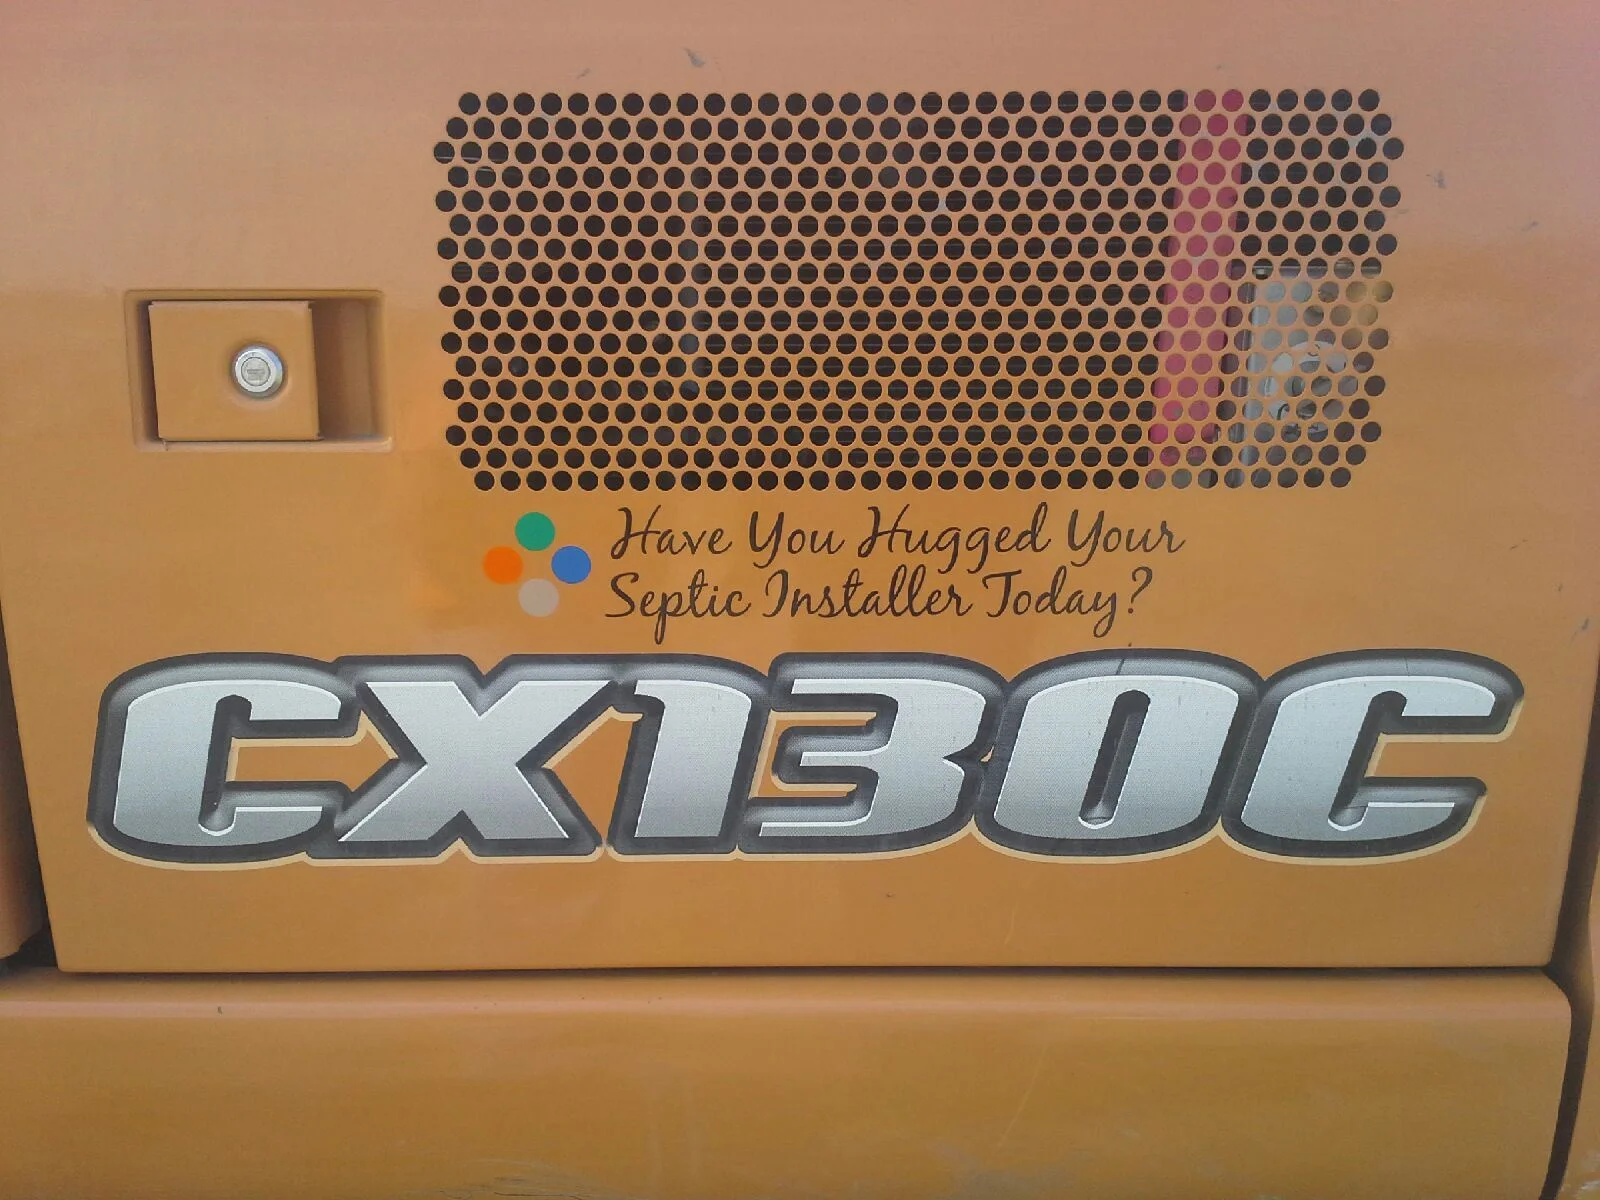 Have You Hugged Your
Septic Installer Today?
CX130C